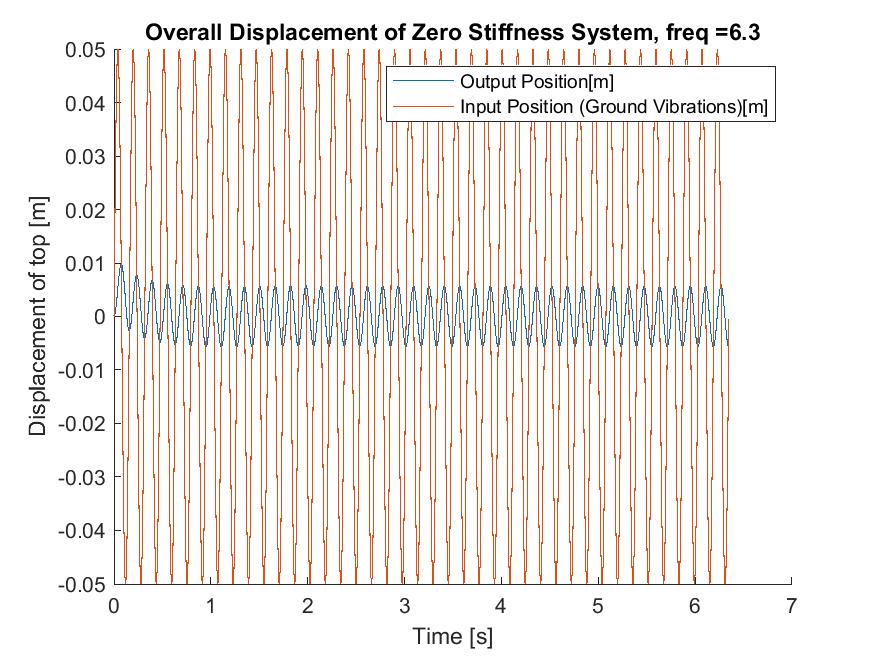 Overall Displacement of Zero Stiffness System, freq =6.3
Output Position[m]
Input Position (Ground Vibrations)[m]
Displacement of top [m]
0.05
0.04
0.03
0.02
0.01
0
-0.01
-0.02
-0.03
-0.04
-0.05
0 1 2 3 4 5 6 7
Time [s]